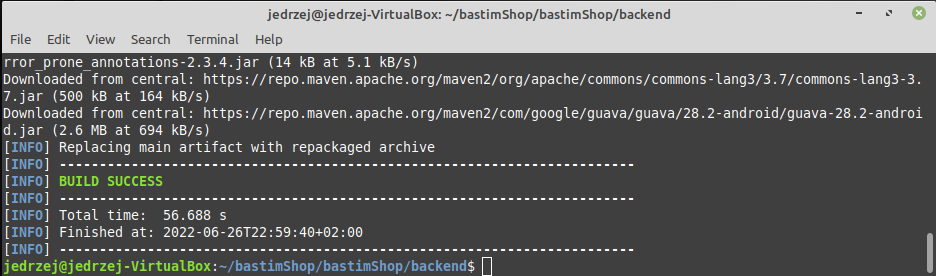 jedrzej@jedrzej-VirtualBox: ~/bastimShop/bastimShop/backend
File Edit View Search Terminal Help
rror_prone_annotations-2.3.4.jar (14 kB at 5.1 kB/s)
Downloaded from central: https://repo.maven.apache.org/maven2/org/apache/commons/commons-lang3/3.7/commons-lang3-3.
7.jar (500 kB at 164 kB/s)
Downloaded from central: https://repo.maven.apache.org/maven2/com/google/guava/guava/28.2-android/guava-28.2-androi
d.jar (2.6 MB at 694 kB/s)
[INFO] Replacing main artifact with repackaged archive
[INFO] ------------------------------------------------------------------------
[INFO] BUILD SUCCESS
[INFO] ------------------------------------------------------------------------
[INFO] Total time:  56.688 s
[INFO] Finished at: 2022-06-26T22:59:40+02:00
[INFO] ------------------------------------------------------------------------
jedrzej@jedrzej-VirtualBox:~/bastimShop/bastimShop/backend$